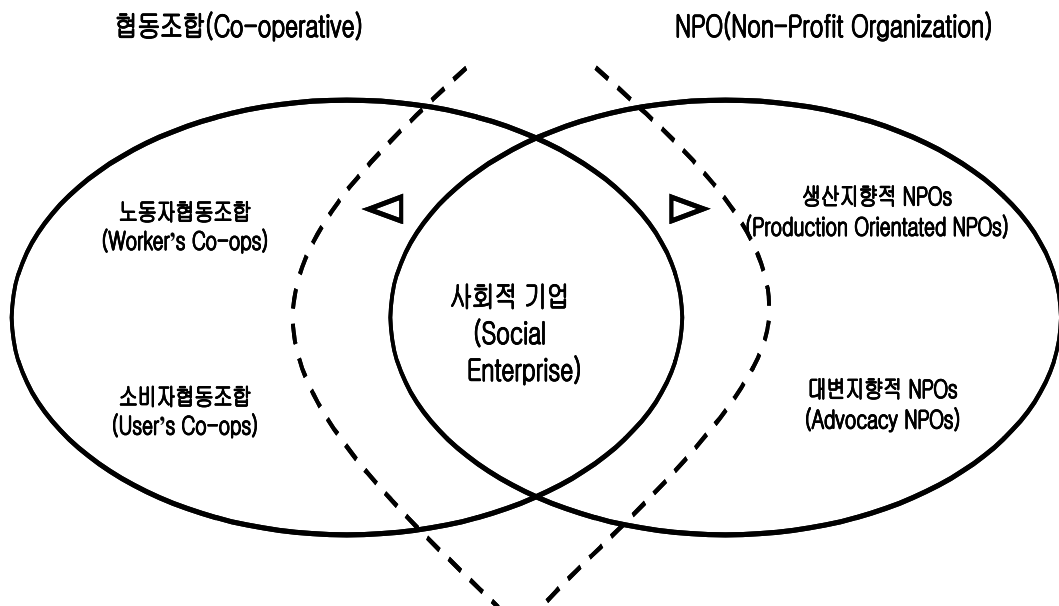 협동조합(Co-operative)
NPO(Non-Profit Organization)
노동자협동조합
(Worker's Co-ops)
생산지향적 NPOs
(Production Orientated NPOs)
사회적 기업
(Social
Enterprise)
소비자협동조합
(User's Co-ops)
대변지향적 NPOs
(Advocacy NPOs)